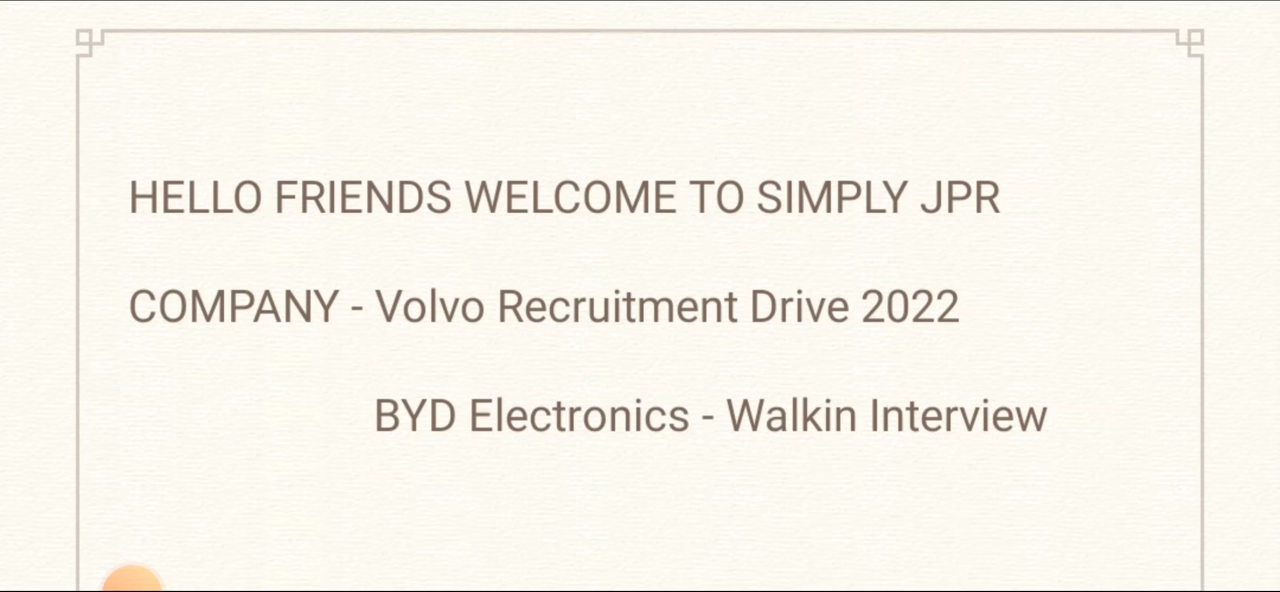 HELLO FRIENDS WELCOME TO SIMPLY JPR
COMPANY - Volvo Recruitment Drive 2022
BYD Electronics - Walkin Interview